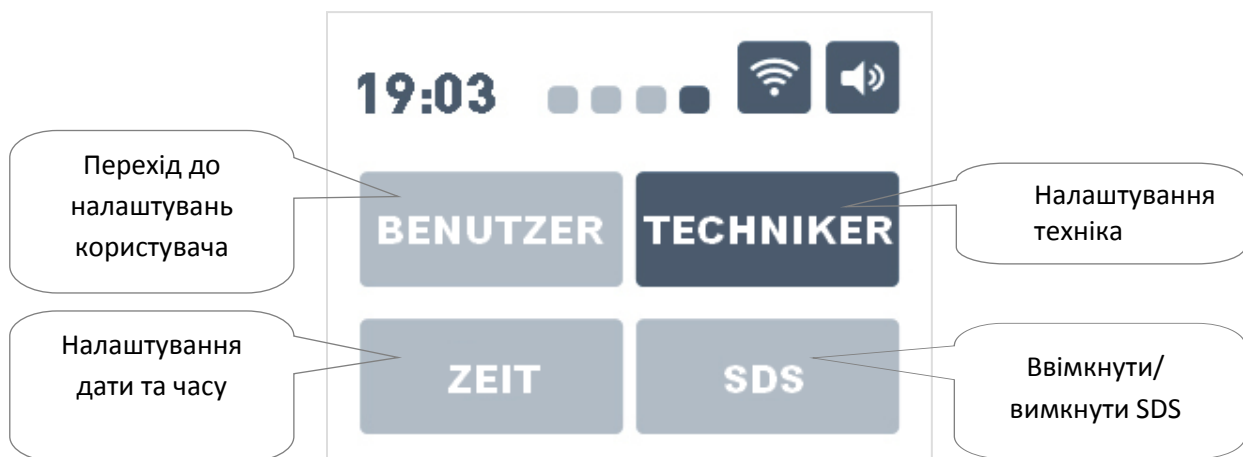 19:03
Перехід до
налаштувань
користувача
BENUTZER
TECHNIKER
Налаштування
техніка
Налаштування
дати та часу
ZEIT
SDS
Ввімкнути/
вимкнути SDS